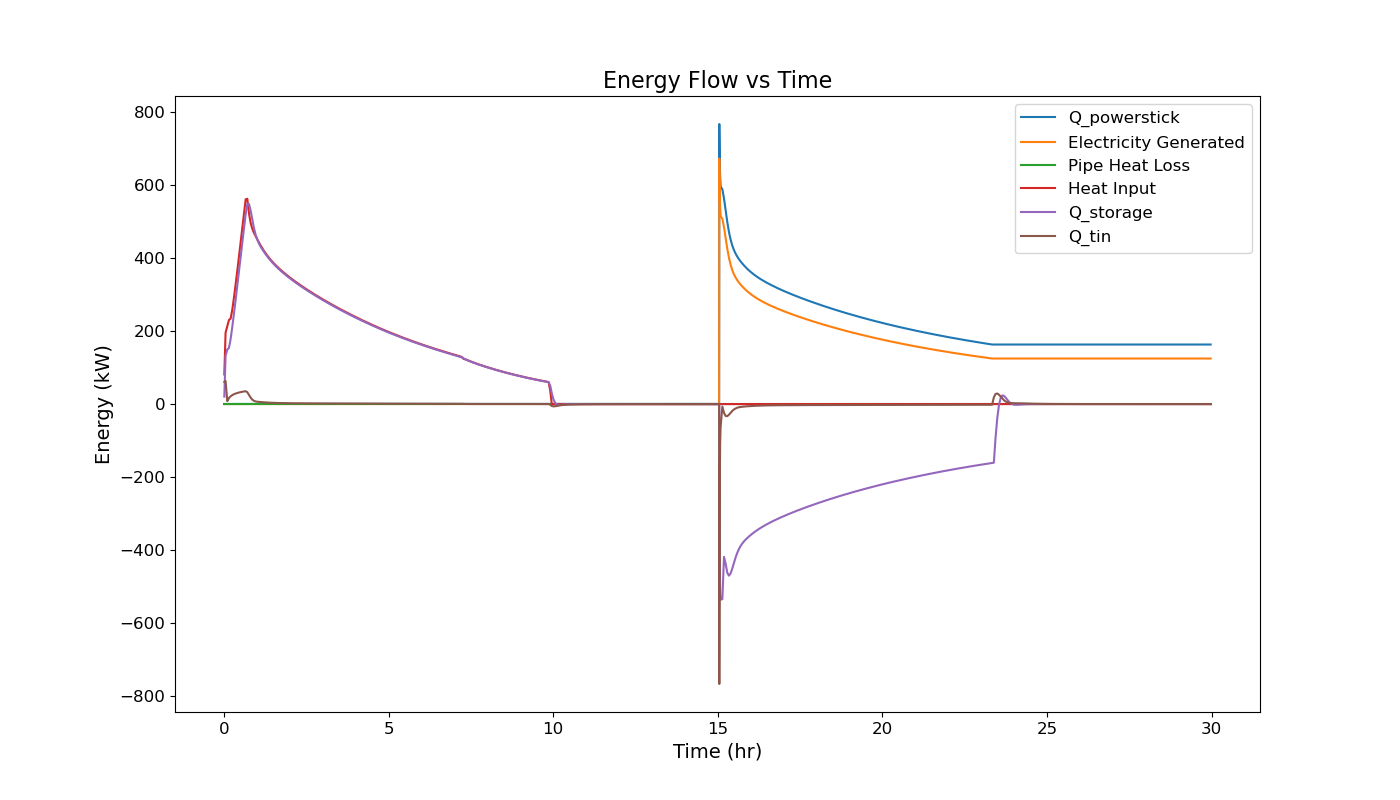 Energy Flow vs Time
Energy (kW)
800
600
400
200
0
−200
−400
−600
−800
Q_powerstick
Electricity Generated
Pipe Heat Loss
Heat Input
Q_storage
Q_tin
0 5 10 15 20 25 30
Time (hr)